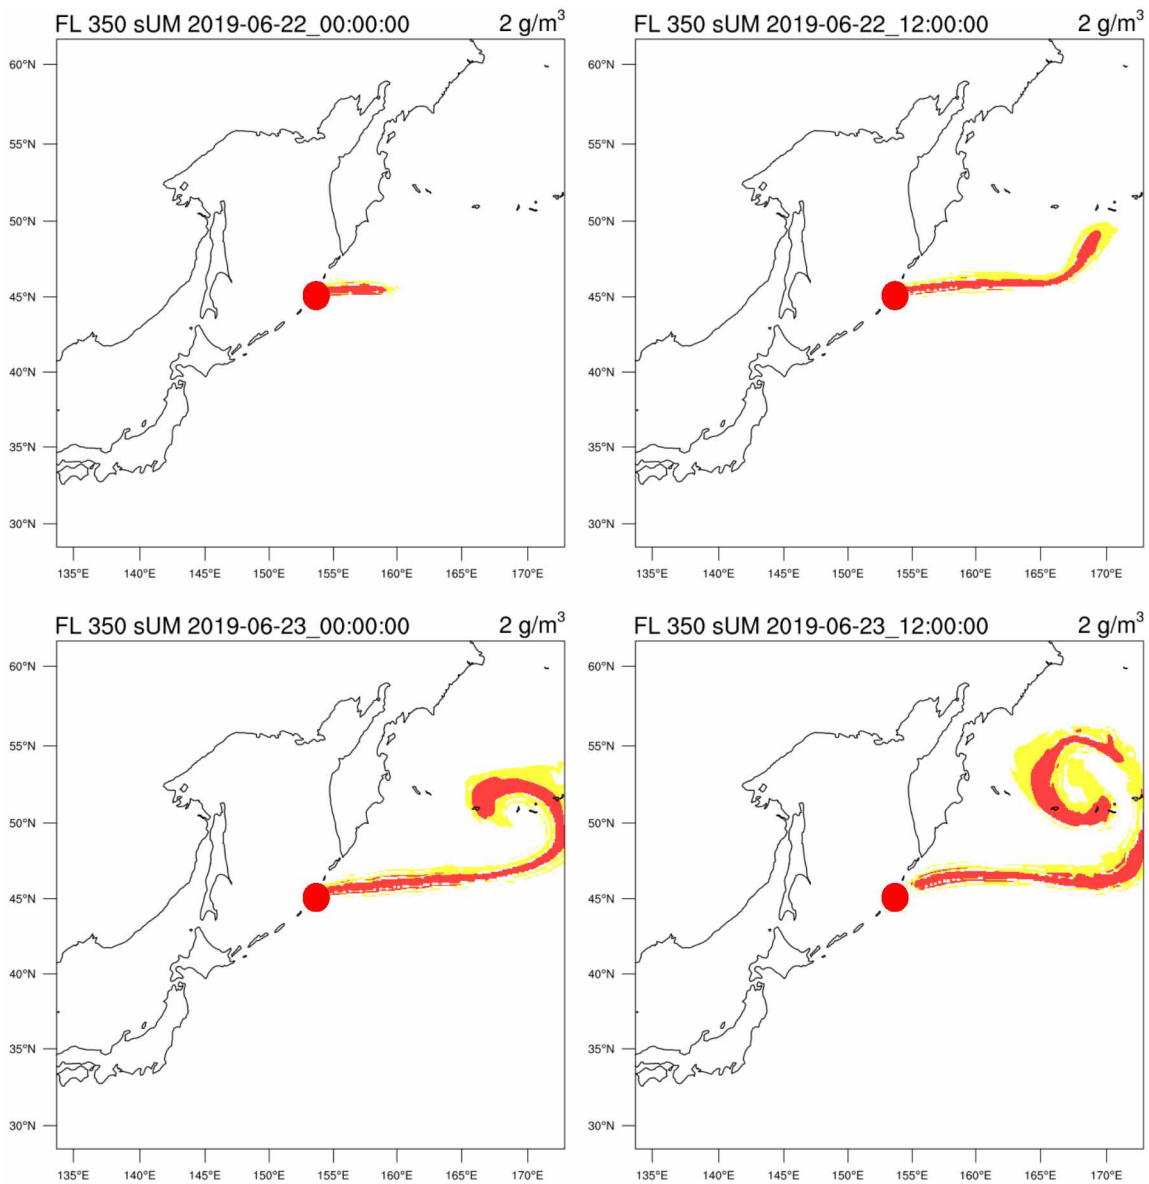 FL 350 sUM 2019-06-22_00:00:00 2 g/m³
60°N
55°N
50°N
45°N
40°N
35°N
30°N
135°E 140°E 145°E 150°E 155°E 160°E 165°E 170°E
FL 350 sUM 2019-06-22_12:00:00 2 g/m³
60°N
55°N
50°N
45°N
40°N
35°N
30°N
135°E 140°E 145°E 150°E 155°E 160°E 165°E 170°E
FL 350 sUM 2019-06-23_00:00:00 2 g/m³
60°N
55°N
50°N
45°N
40°N
35°N
30°N
135°E 140°E 145°E 150°E 155°E 160°E 165°E 170°E
FL 350 sUM 2019-06-23_12:00:00 2 g/m³
60°N
55°N
50°N
45°N
40°N
35°N
30°N
135°E 140°E 145°E 150°E 155°E 160°E 165°E 170°E